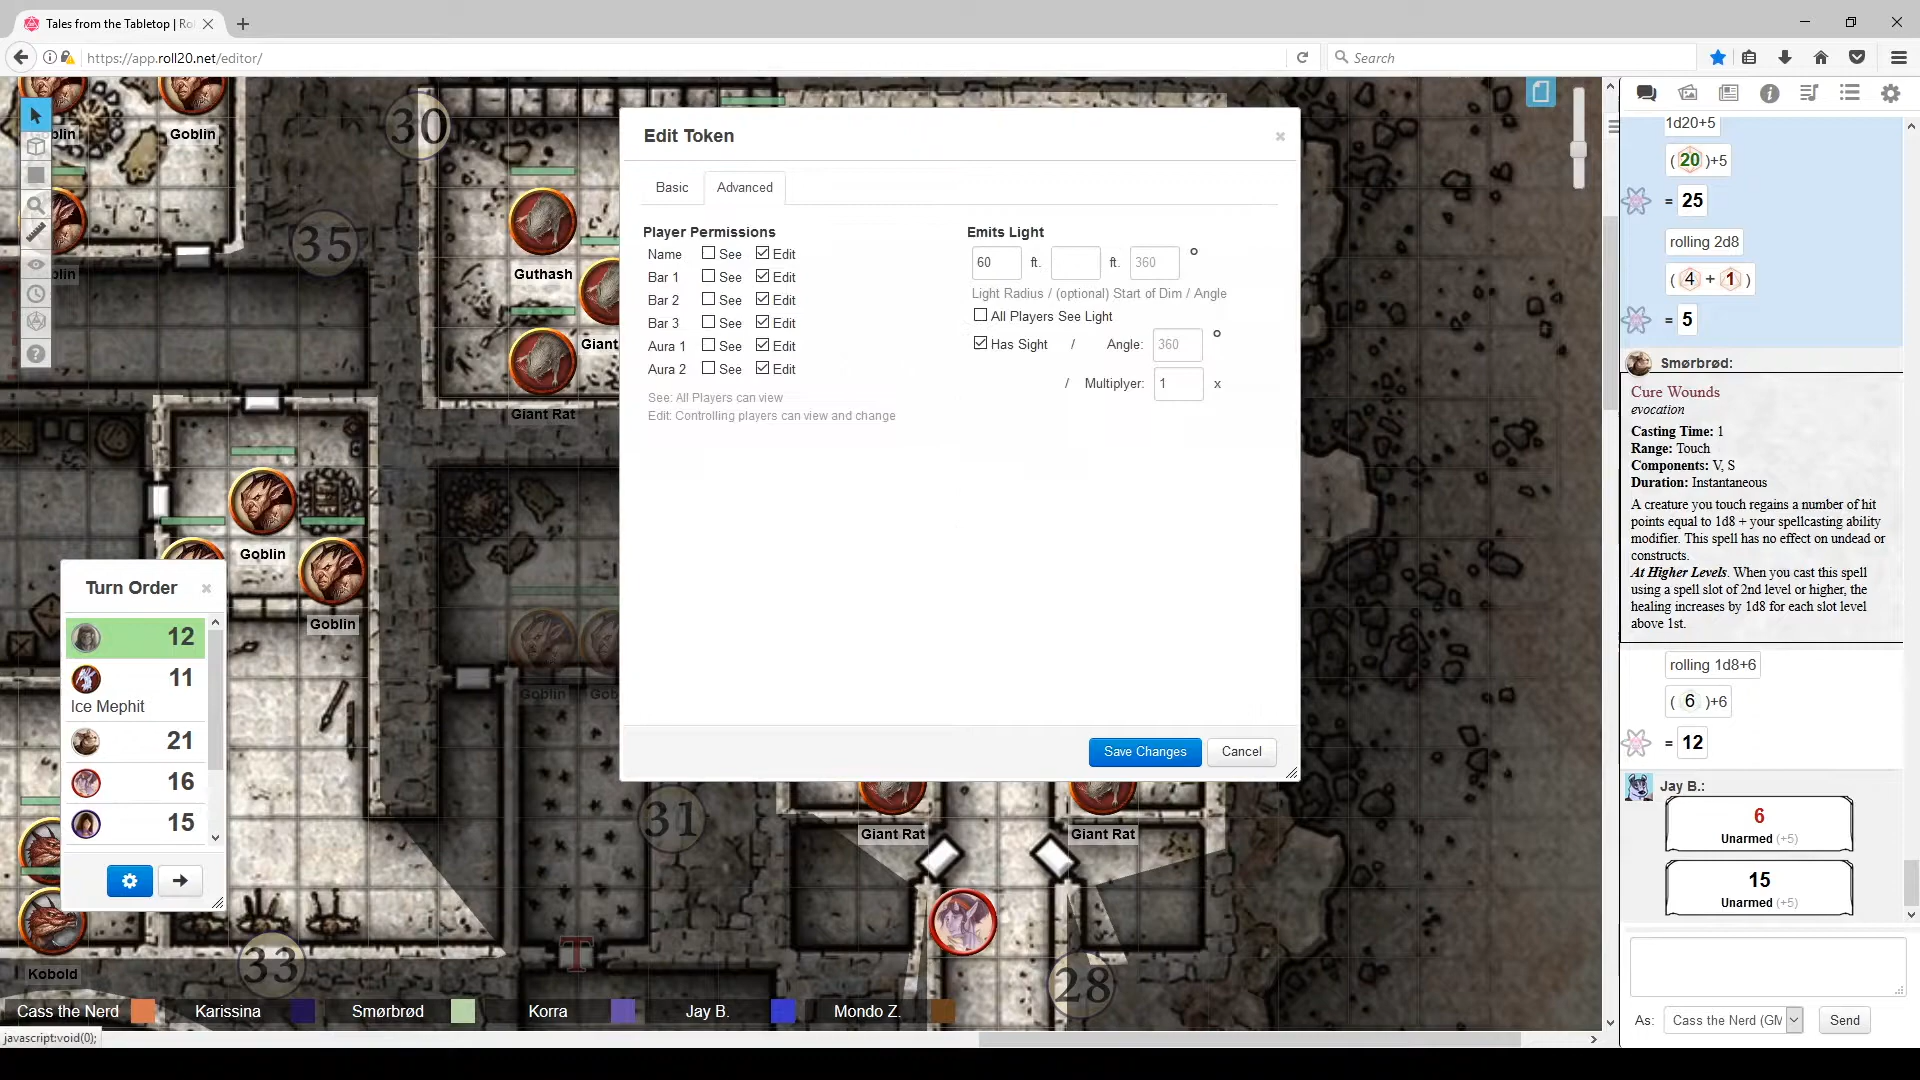 Tales from the Tabletop | Ro
https://app.roll20.net/editor/
Search
blin
Goblin
30
35
Guthash
Giant
Giant Rat
Goblin
Goblin
Goblin
Gob
Giant Rat
Giant Rat
31
33
28
T
Kobold
Edit Token
×
Basic
Advanced
Player Permissions
Name See Edit
Bar 1 See Edit
Bar 2 See Edit
Bar 3 See Edit
Aura 1 See Edit
Aura 2 See Edit
See: All Players can view
Edit: Controlling players can view and change
Emits Light
60 ft. ft. 360 °
Light Radius / (optional) Start of Dim / Angle
All Players See Light
Has Sight / Angle: 360 °
/ Multiplyer: 1 x
Save Changes
Cancel
Turn Order
×
12
11
Ice Mephit
21
16
15
Cass the Nerd
Karissina
Smørbrød
Korra
Jay B.
Mondo Z.
javascript:void(0);
1d20+5
(20)+5
= 25
rolling 2d8
(4 + 1)
= 5
Smørbrød:
Cure Wounds
evocation
Casting Time: 1
Range: Touch
Components: V, S
Duration: Instantaneous
A creature you touch regains a number of hit
points equal to 1d8 + your spellcasting ability
modifier. This spell has no effect on undead or
constructs.
At Higher Levels. When you cast this spell
using a spell slot of 2nd level or higher, the
healing increases by 1d8 for each slot level
above 1st.
rolling 1d8+6
(6)+6
= 12
Jay B.:
6
Unarmed (+5)
15
Unarmed (+5)
As: Cass the Nerd (GM
Send